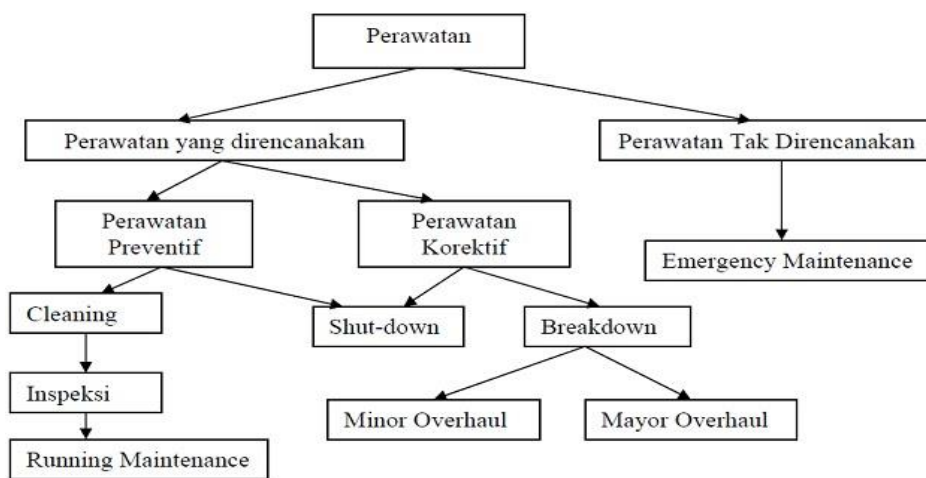 Perawatan
Perawatan yang direncanakan
Perawatan Tak Direncanakan
Perawatan
Preventif
Perawatan
Korektif
Emergency Maintenance
Cleaning
Shut-down
Breakdown
Inspeksi
Minor Overhaul
Mayor Overhaul
Running Maintenance